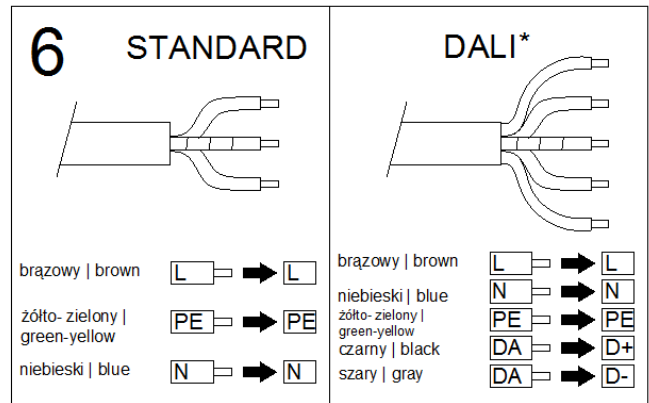 6 STANDARD
brązowy | brown L L
żółto- zielony |
green-yellow PE PE
niebieski | blue N N
DALI*
brązowy | brown L L
niebieski | blue N N
żółto- zielony |
green-yellow PE PE
czarny | black DA D+
szary | gray DA D-